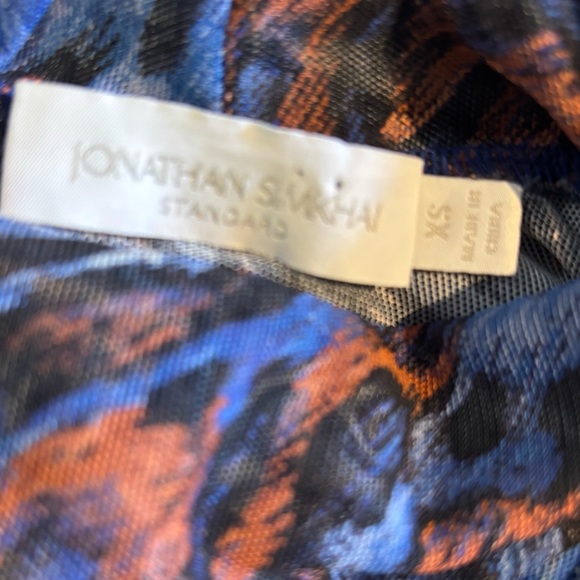 JONATHAN SIMKHAI
STANDARD
XS
MADE IN
CHINA